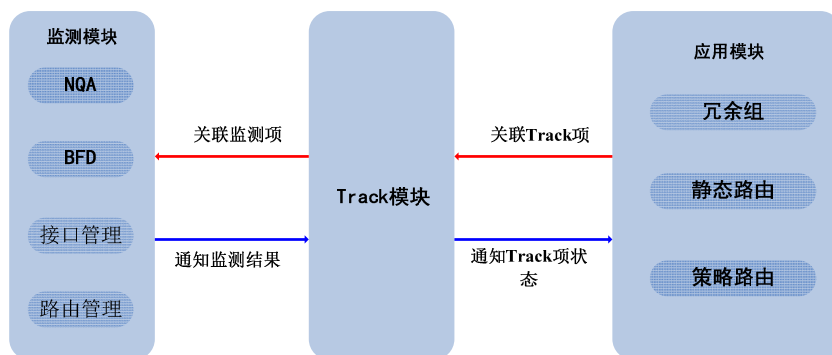 监测模块
NQA
BFD
接口管理
路由管理
关联监测项
通知监测结果
Track模块
关联Track项
通知Track项状
态
应用模块
冗余组
静态路由
策略路由